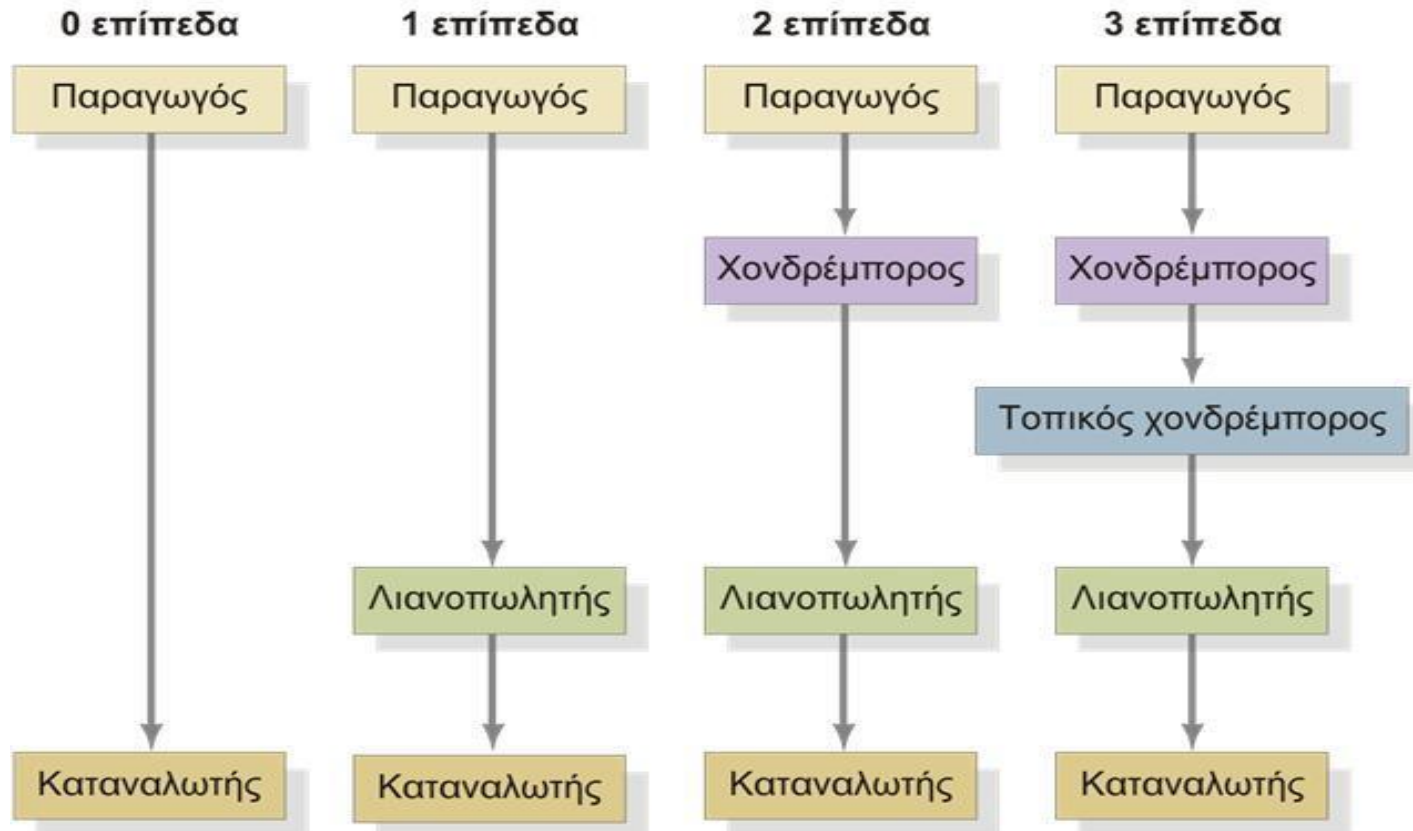 0 επίπεδα
1 επίπεδα
2 επίπεδα
3 επίπεδα
Παραγωγός
Παραγωγός
Παραγωγός
Παραγωγός
Χονδρέμπορος
Χονδρέμπορος
Τοπικός χονδρέμπορος
Λιανοπωλητής
Λιανοπωλητής
Λιανοπωλητής
Καταναλωτής
Καταναλωτής
Καταναλωτής
Καταναλωτής